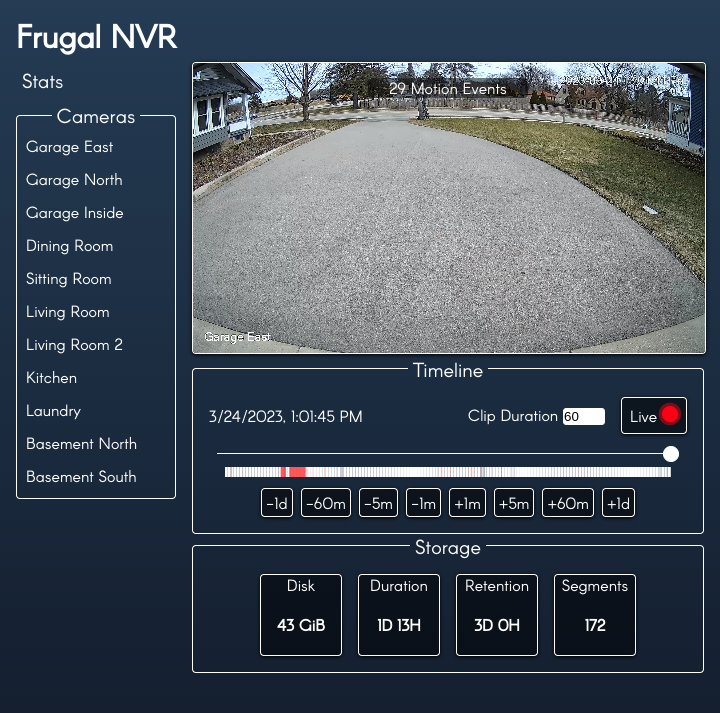 Frugal NVR
Stats
Cameras
Garage East
Garage North
Garage Inside
Dining Room
Sitting Room
Living Room
Living Room 2
Kitchen
Laundry
Basement North
Basement South
29 Motion Events
Garage East
Timeline
3/24/2023, 1:01:45 PM
Clip Duration 60 Live
-1d -60m -5m -1m +1m +5m +60m +1d
Storage
Disk Duration Retention Segments
43 GiB 1D 13H 3D 0H 172